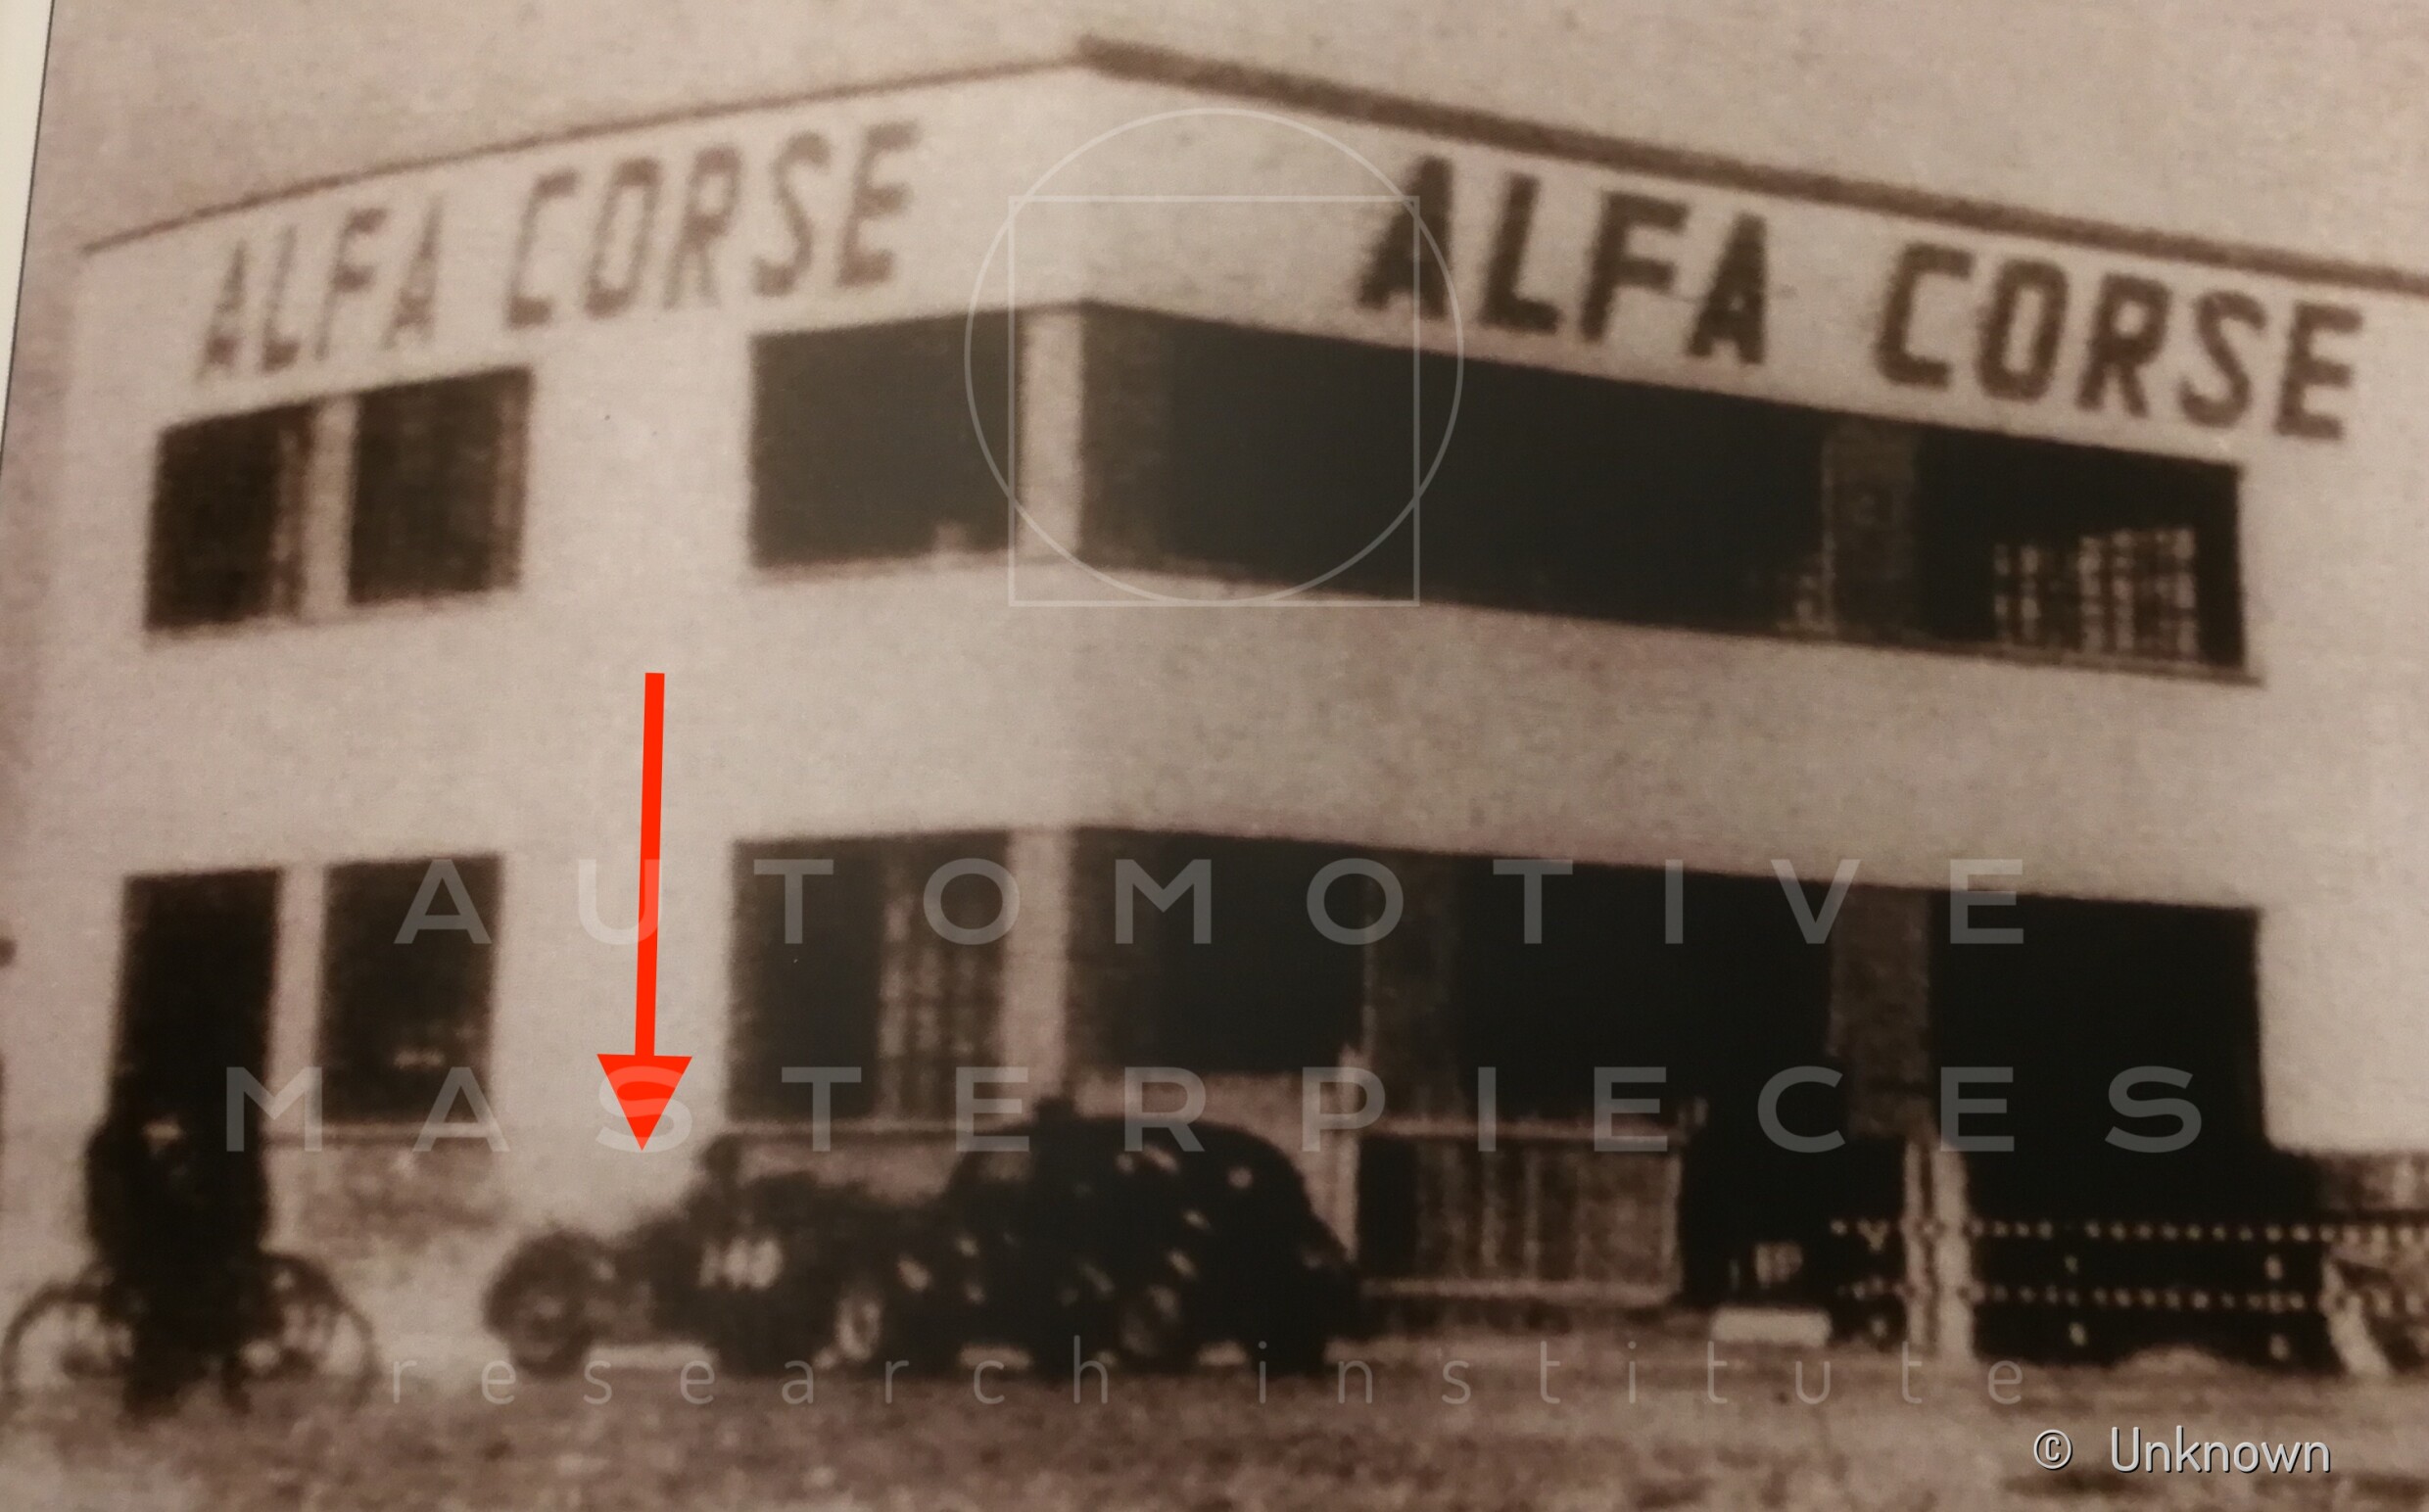 ALFA CORSE
ALFA CORSE
AUTOMOTIVE
MASTERPIECES
research institute
© Unknown